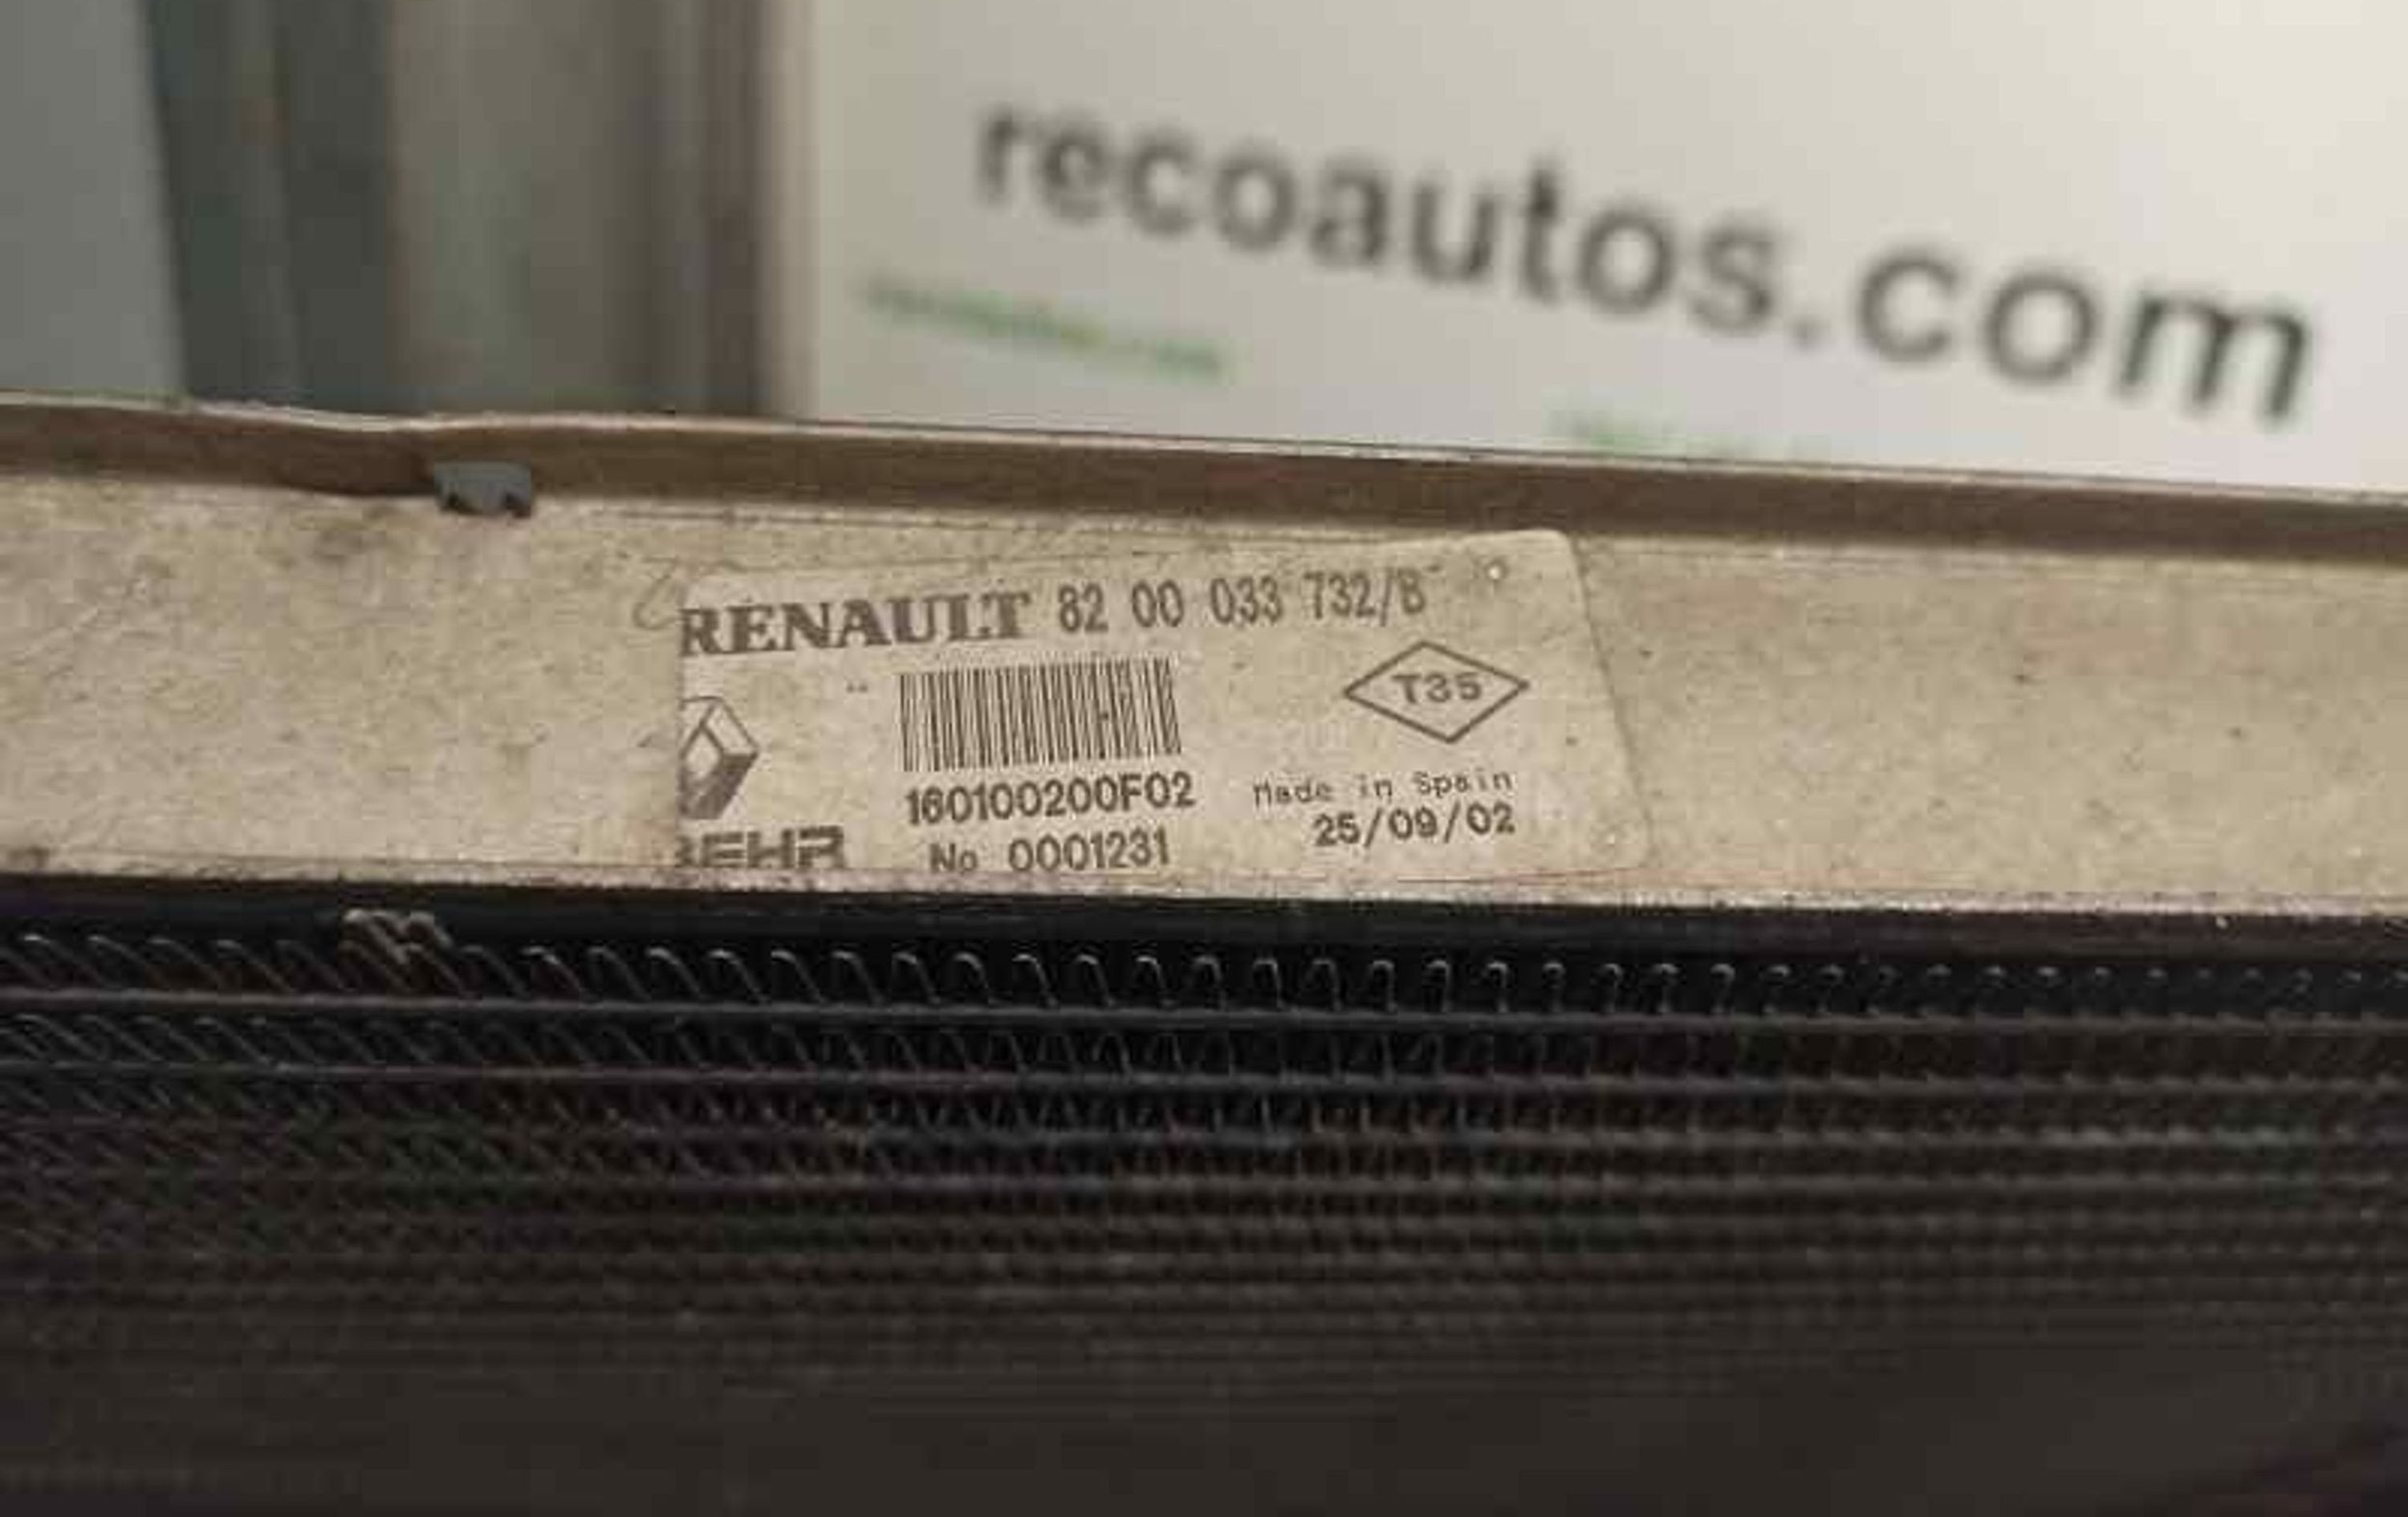 recoautos.com
RENAULT 82 00 033 732/B
T35
160100200F02
Made in Spain
BEHR
No 0001231
25/09/02